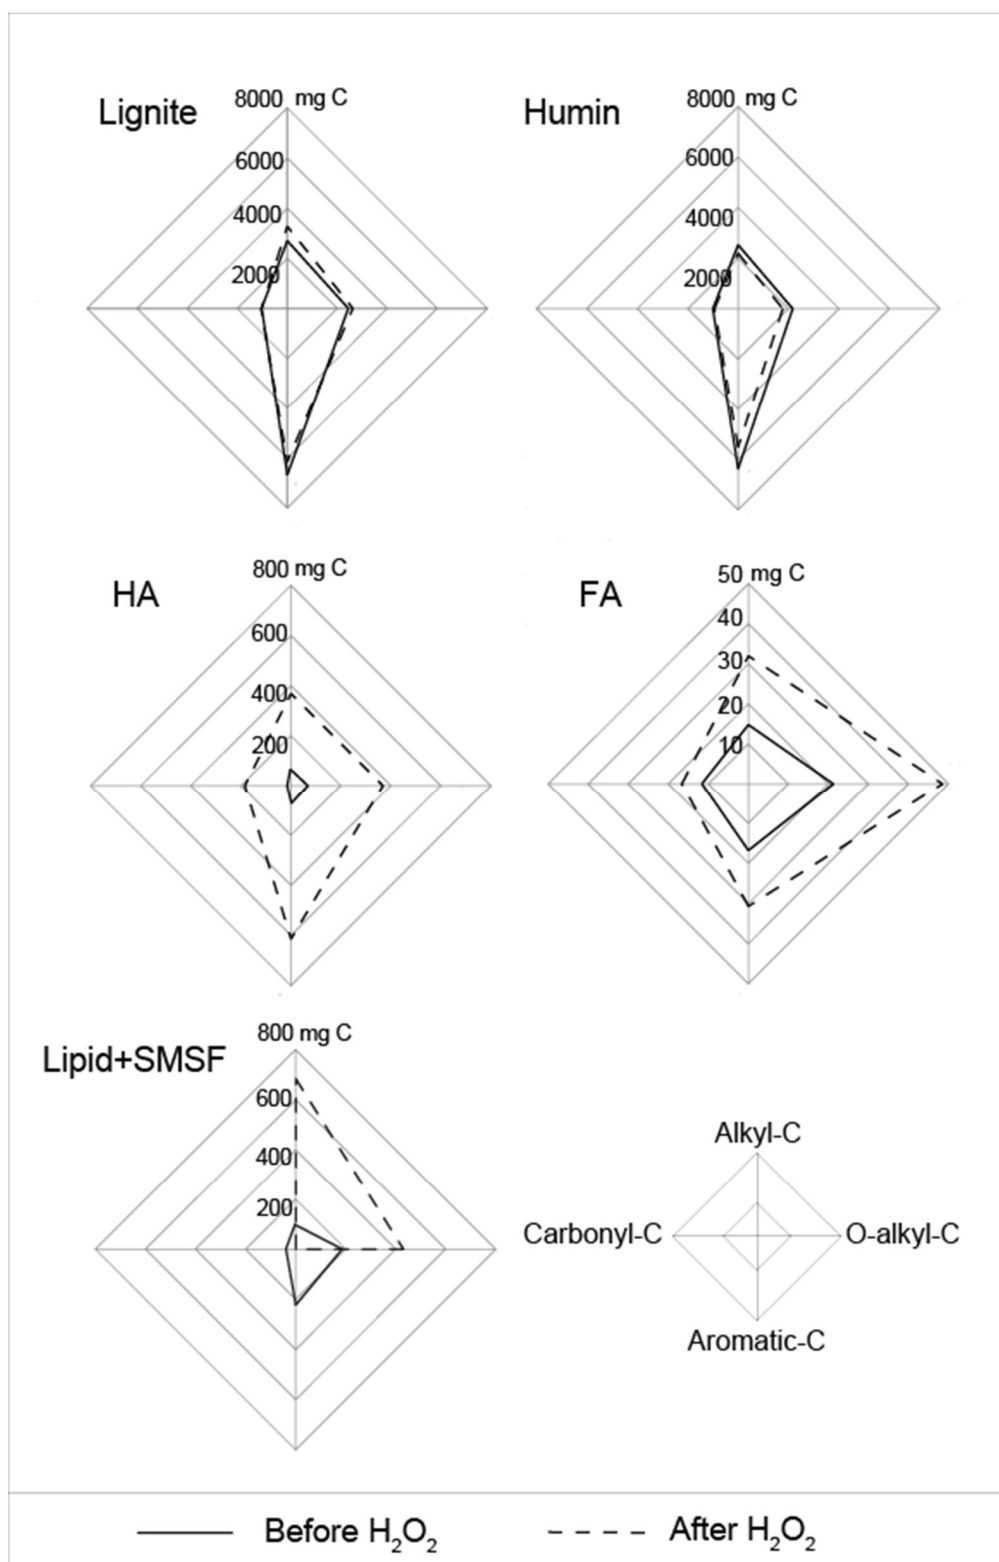 Lignite
8000 mg C
6000
4000
2000
Humin
8000 mg C
6000
4000
2000
HA
800 mg C
600
400
200
FA
50 mg C
40
30
20
10
Lipid+SMSF
800 mg C
600
400
200
Alkyl-C
Carbonyl-C
O-alkyl-C
Aromatic-C
Before H₂O₂
After H₂O₂